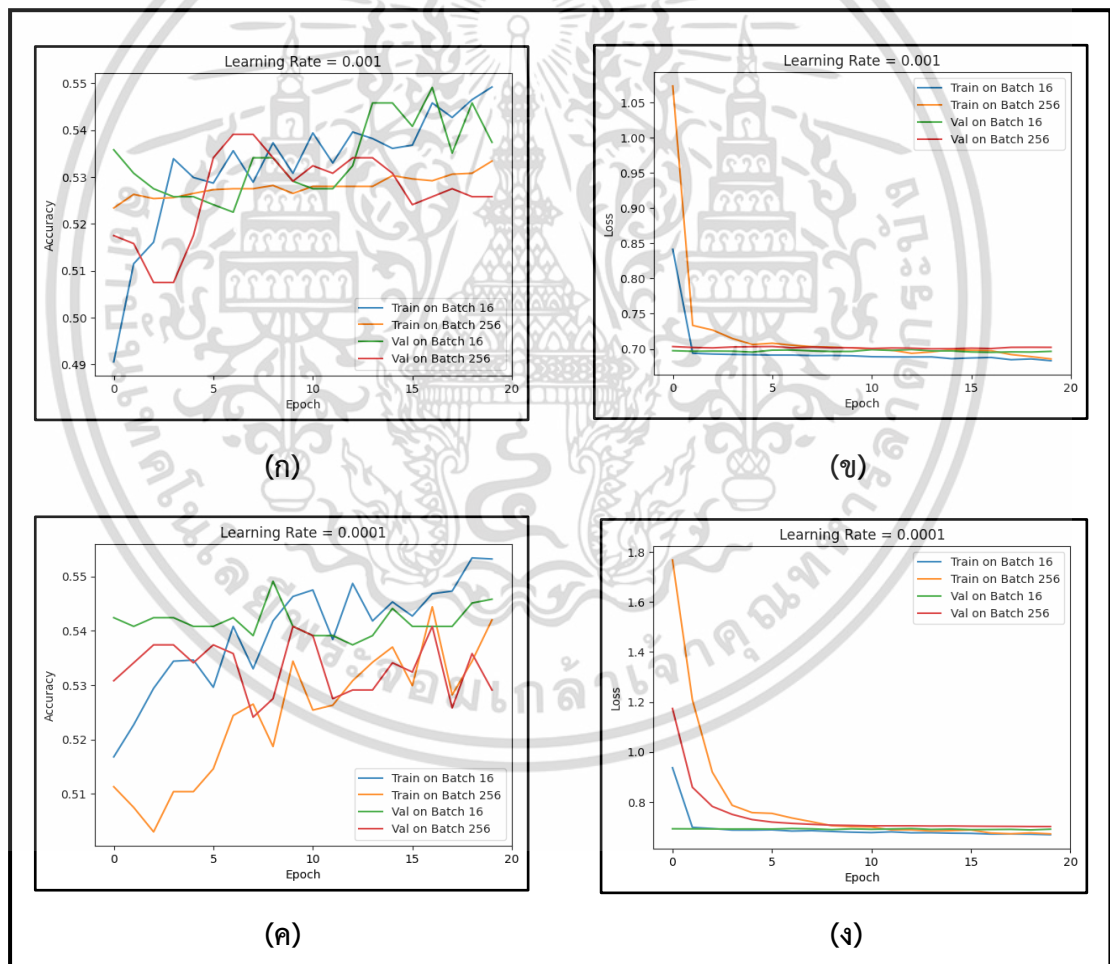 Learning Rate = 0.001
Accuracy
0.55
0.54
0.53
0.52
0.51
0.50
0.49
0
5
10
15
20
Epoch
Train on Batch 16
Train on Batch 256
Val on Batch 16
Val on Batch 256
(ก)
Learning Rate = 0.001
Loss
1.05
1.00
0.95
0.90
0.85
0.80
0.75
0.70
0
5
10
15
20
Epoch
Train on Batch 16
Train on Batch 256
Val on Batch 16
Val on Batch 256
(ข)
Learning Rate = 0.0001
Accuracy
0.55
0.54
0.53
0.52
0.51
0
5
10
15
20
Epoch
Train on Batch 16
Train on Batch 256
Val on Batch 16
Val on Batch 256
(ค)
Learning Rate = 0.0001
Loss
1.8
1.6
1.4
1.2
1.0
0.8
0
5
10
15
20
Epoch
Train on Batch 16
Train on Batch 256
Val on Batch 16
Val on Batch 256
(ง)